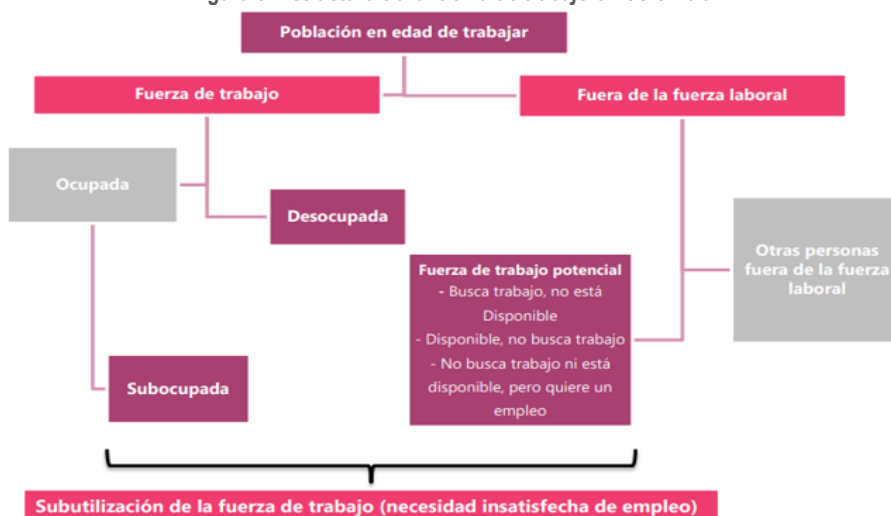 Población en edad de trabajar
Fuerza de trabajo
Fuera de la fuerza laboral
Ocupada
Desocupada
Otras personas
fuera de la fuerza
laboral
Fuerza de trabajo potencial
- Busca trabajo, no está
Disponible
- Disponible, no busca trabajo
- No busca trabajo ni está
disponible, pero quiere un
empleo
Subocupada
Subutilización de la fuerza de trabajo (necesidad insatisfecha de empleo)